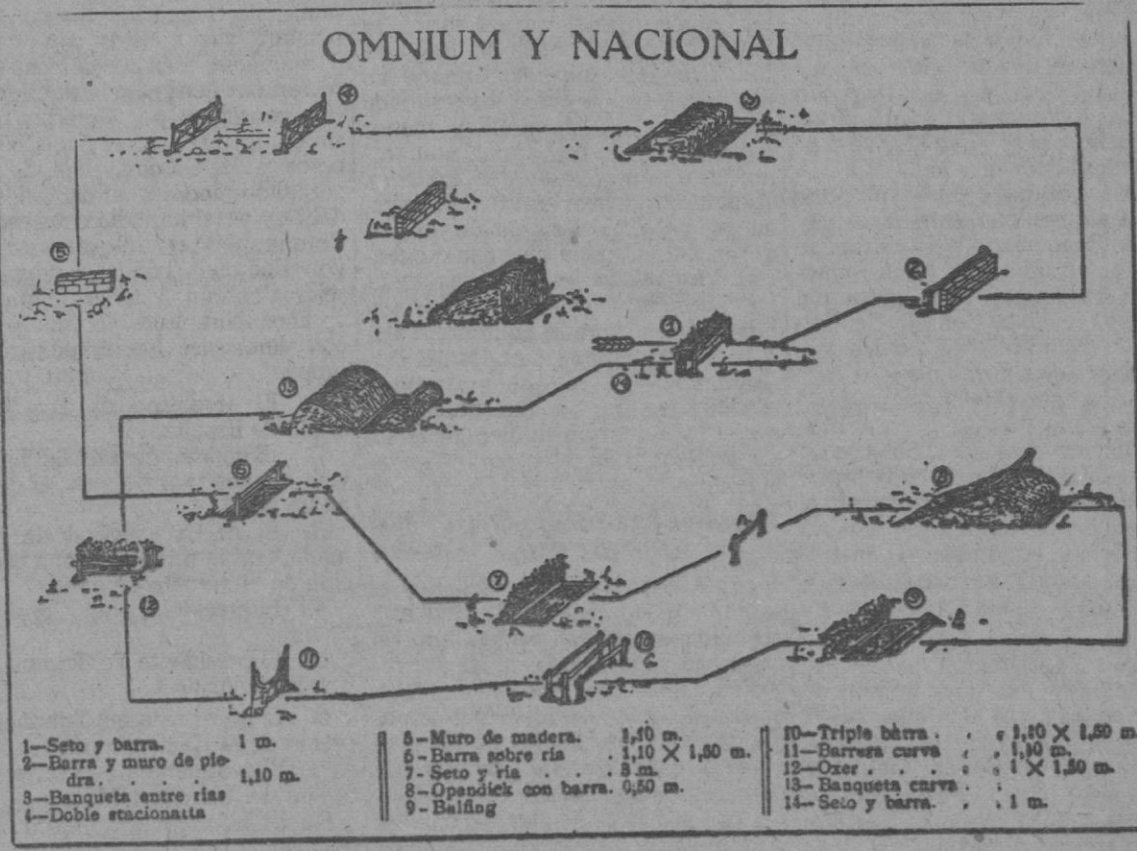 OMNIUM Y NACIONAL
1—Seto y barra. 1 m.
2—Barra y muro de pie-
dra. . . . . 1,10 m.
3—Banqueta entre rías
4—Doble stacionatta
5—Muro de madera. 1,10 m.
6—Barra sobre ría . 1,10 × 1,50 m.
7—Seto y ría . . . 3 m.
8—Opendick con barra. 0,50 m.
9—Balfing
10—Triple barra . . . 1,10 × 1,50 m.
11—Barrera curva . . 1,10 m.
12—Oxer . . . . . 1 × 1,50 m.
13—Banqueta curva . .
14—Seto y barra. . . 1 m.